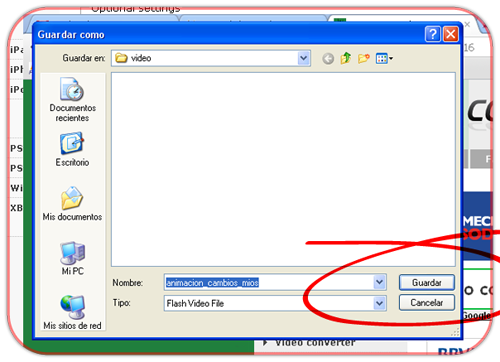 Optional settings
Guardar como
Guardar en:
video
Documentos
recientes
Escritorio
Mis documentos
Mi PC
Mis sitios de red
Nombre:
animacion_cambios_mios
Guardar
Tipo:
Flash Video File
Cancelar
iPa
iPh
iPo
PS
PS
Wi
XB
16
CO
F
MEC
SOD
o co
Google
BBV
Video converter